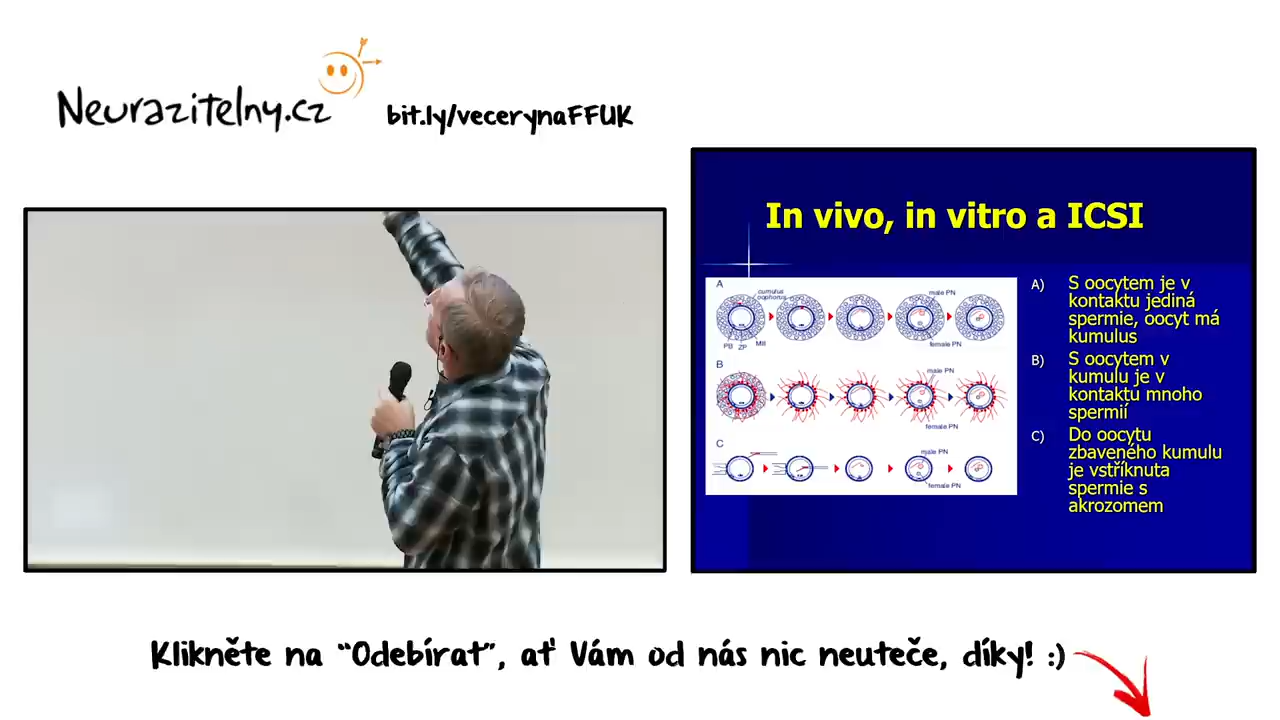 Neurazitelny.cz
bit.ly/vecerynaFFUK
In vivo, in vitro a ICSI
A
cumulus
oophorus
male PN
PB ZP MII
female PN
B
male PN
female PN
C
male PN
female PN
A) S oocytem je v
kontaktu jediná
spermie, oocyt má
kumulus
B) S oocytem v
kumulu je v
kontaktu mnoho
spermií
C) Do oocytu
zbaveného kumulu
je vstříknuta
spermie s
akrozomem
Klikněte na "Odebírat", ať Vám od nás nic neuteče, díky! :)